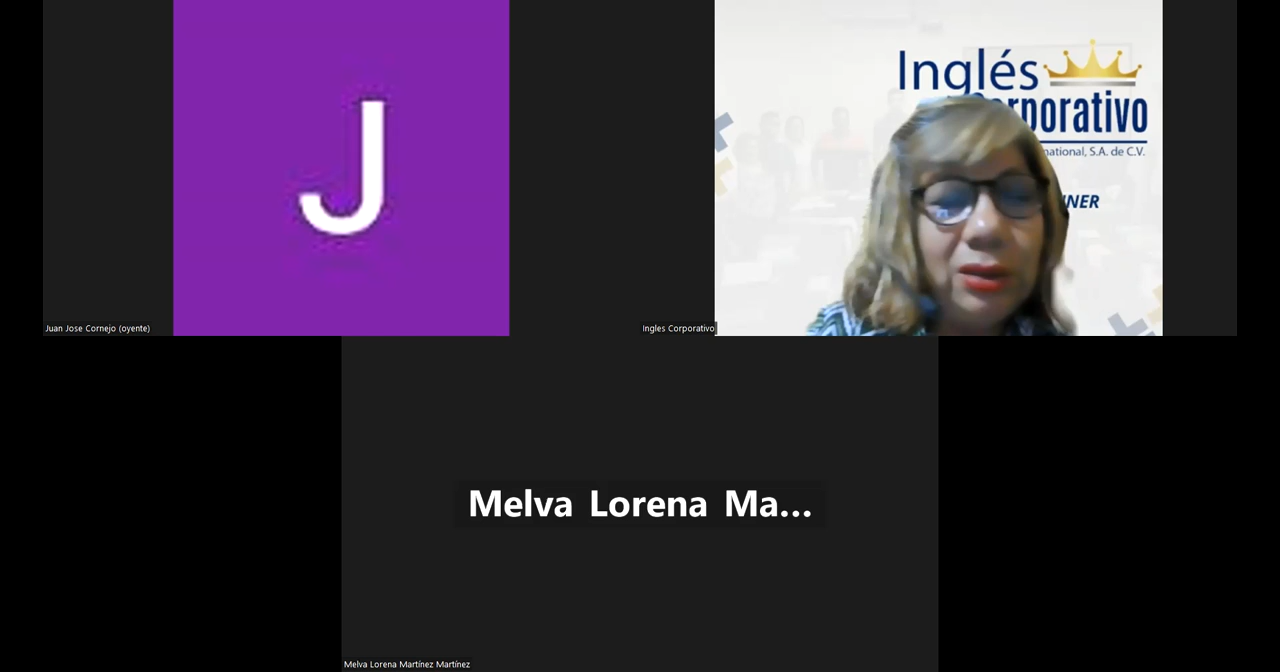 J
Juan Jose Cornejo (oyente)
Inglés
Corporativo
national, S.A. de C.V.
NER
Ingles Corporativo
Melva Lorena Ma...
Melva Lorena Martínez Martínez